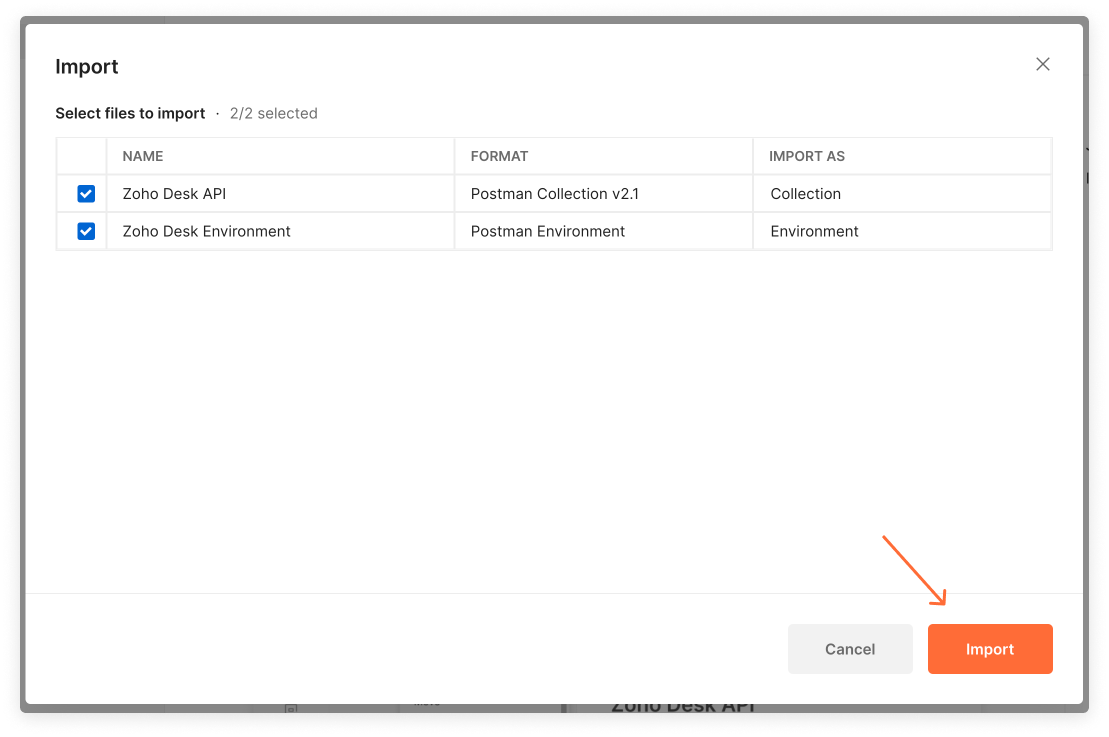 Import
Select files to import · 2/2 selected
NAME FORMAT IMPORT AS
Zoho Desk API Postman Collection v2.1 Collection
Zoho Desk Environment Postman Environment Environment
Cancel Import
Zoho Desk API